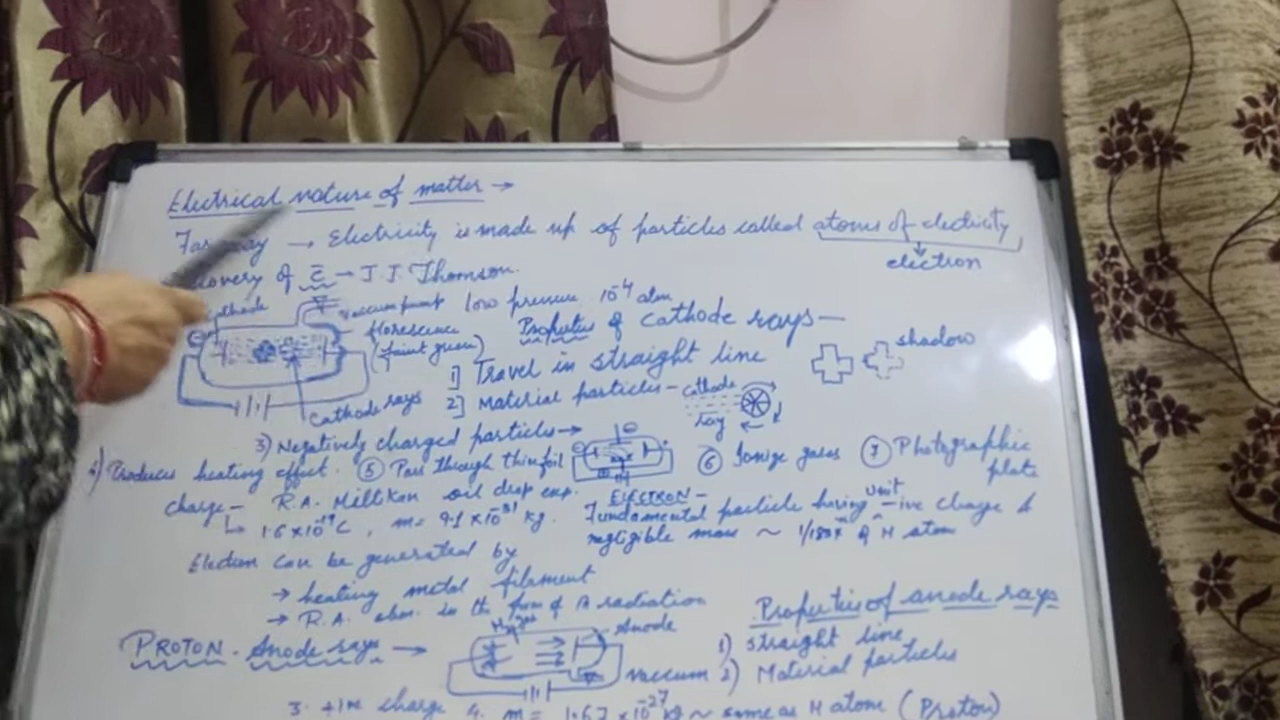 Electrical nature of matter →
Faraday → Electricity is made up of particles called atoms of electricity
electron
covery of e̅ → J J Thomson.
cathode
Vaccum pump low pressure 10⁻⁴ atm
florescence
(faint green)
Properties of cathode rays—
shadow
1] Travel in straight line
2] Material particles – cathode
ray
Cathode rays
3) Negatively charged particles →
4) Produces heating effect. ⑤ Pass through thin foil ⑥ Ionize gases ⑦ Photographic
plate
Charge – R.A. Millikan oil drop exp.
↳ 1.6×10⁻¹⁹C, m = 9.1×10⁻³¹ kg.
ELECTRON –
Fundamental particle having unit –ive charge &
negligible mass ~ 1/1837 of H atom
Electron can be generated by
→ heating metal filament
→ R.A. in the form of β radiation
PROTON. Anode rays →
H₂ gas
Anode
vaccum
Properties of anode rays
1) straight line
2) Material particles
3. +ive charge 4. m = 1.67 ×10⁻²⁷ kg ~ same as H atom (Proton)